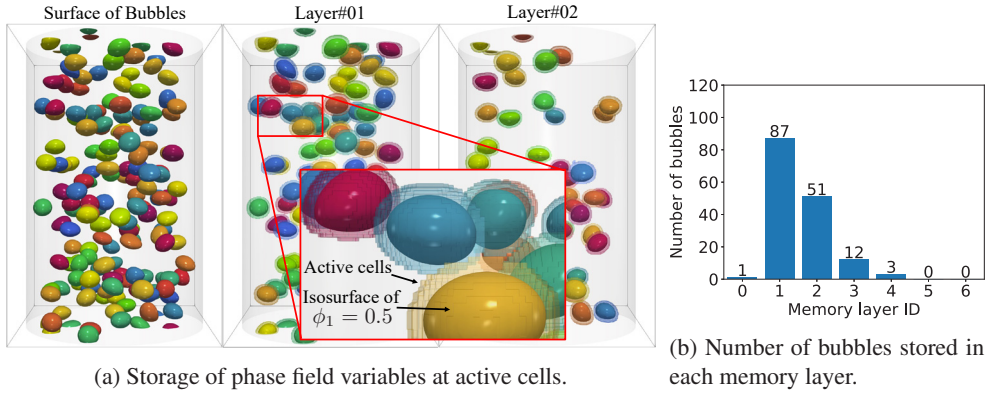 Surface of Bubbles
Layer#01
Layer#02
Active cells
Isosurface of
ϕ₁ = 0.5
(a) Storage of phase field variables at active cells.
Number of bubbles
120
100
80
60
40
20
0
1
87
51
12
3
0
0
0 1 2 3 4 5 6
Memory layer ID
(b) Number of bubbles stored in
each memory layer.